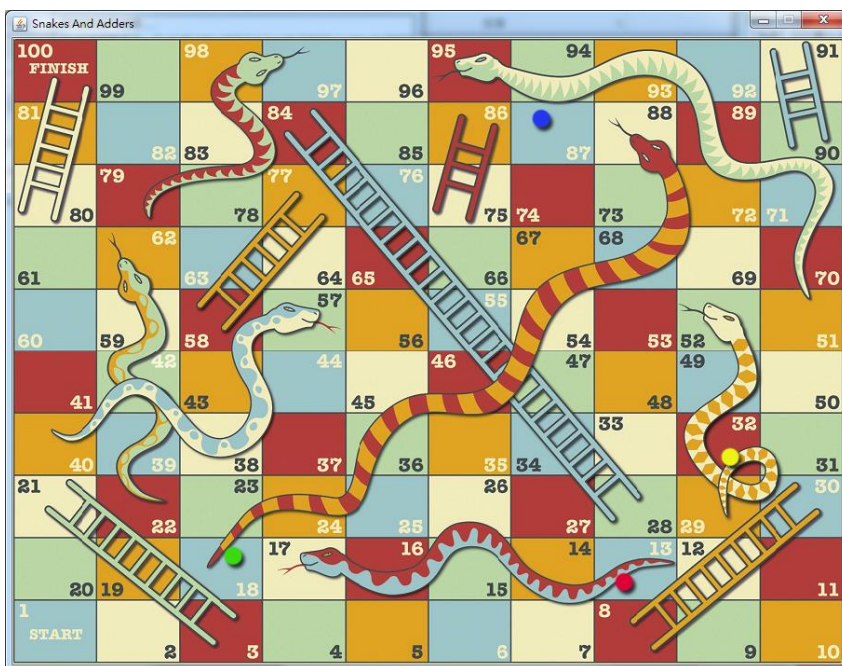 Snakes And Adders
100 99 98 97 96 95 94 93 92 91
FINISH
81 82 83 84 85 86 87 88 89 90
80 79 78 77 76 75 74 73 72 71
61 62 63 64 65 66 67 68 69 70
60 59 58 57 56 55 54 53 52 51
41 42 43 44 45 46 47 48 49 50
40 39 38 37 36 35 34 33 32 31
21 22 23 24 25 26 27 28 29 30
20 19 18 17 16 15 14 13 12 11
1 2 3 4 5 6 7 8 9 10
START